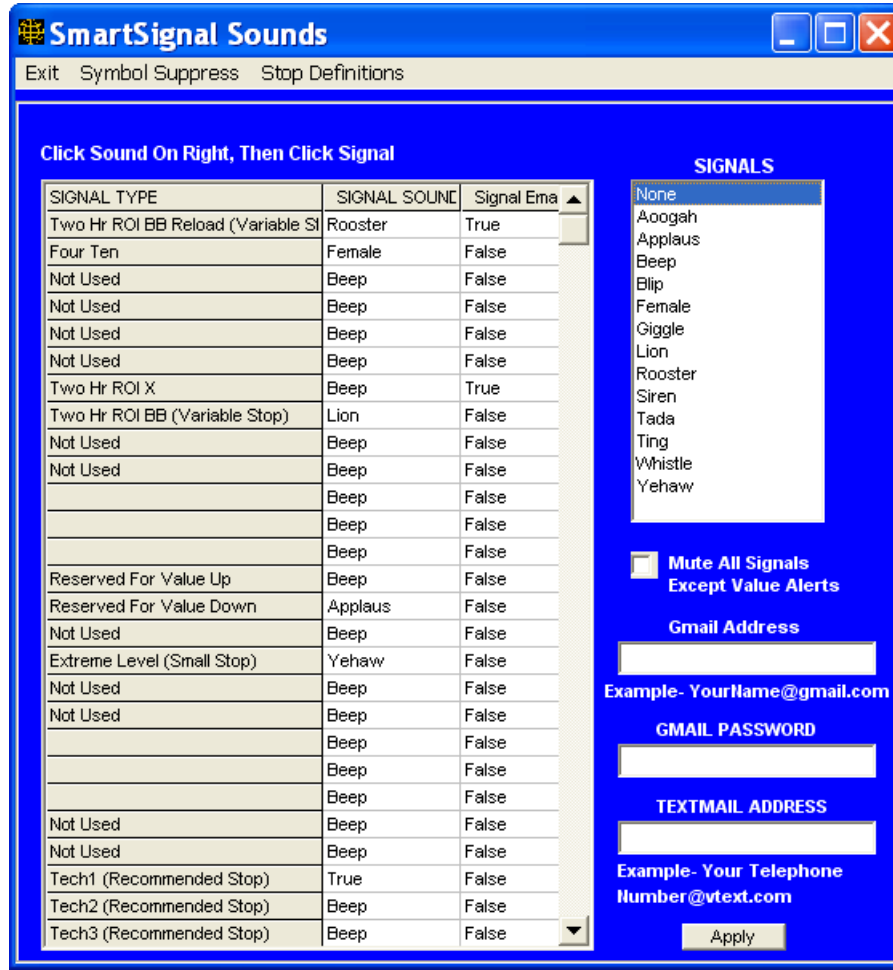 SmartSignal Sounds
Exit Symbol Suppress Stop Definitions
Click Sound On Right, Then Click Signal
SIGNAL TYPE SIGNAL SOUND Signal Ema
Two Hr ROI BB Reload (Variable St Rooster True
Four Ten Female False
Not Used Beep False
Not Used Beep False
Not Used Beep False
Not Used Beep False
Two Hr ROI X Beep True
Two Hr ROI BB (Variable Stop) Lion False
Not Used Beep False
Not Used Beep False
Beep False
Beep False
Beep False
Reserved For Value Up Beep False
Reserved For Value Down Applaus False
Not Used Beep False
Extreme Level (Small Stop) Yehaw False
Not Used Beep False
Not Used Beep False
Beep False
Beep False
Beep False
Not Used Beep False
Not Used Beep False
Tech1 (Recommended Stop) True False
Tech2 (Recommended Stop) Beep False
Tech3 (Recommended Stop) Beep False
SIGNALS
None
Aoogah
Applaus
Beep
Blip
Female
Giggle
Lion
Rooster
Siren
Tada
Ting
Whistle
Yehaw
Mute All Signals
Except Value Alerts
Gmail Address
Example- YourName@gmail.com
GMAIL PASSWORD
TEXTMAIL ADDRESS
Example- Your Telephone
Number@vtext.com
Apply